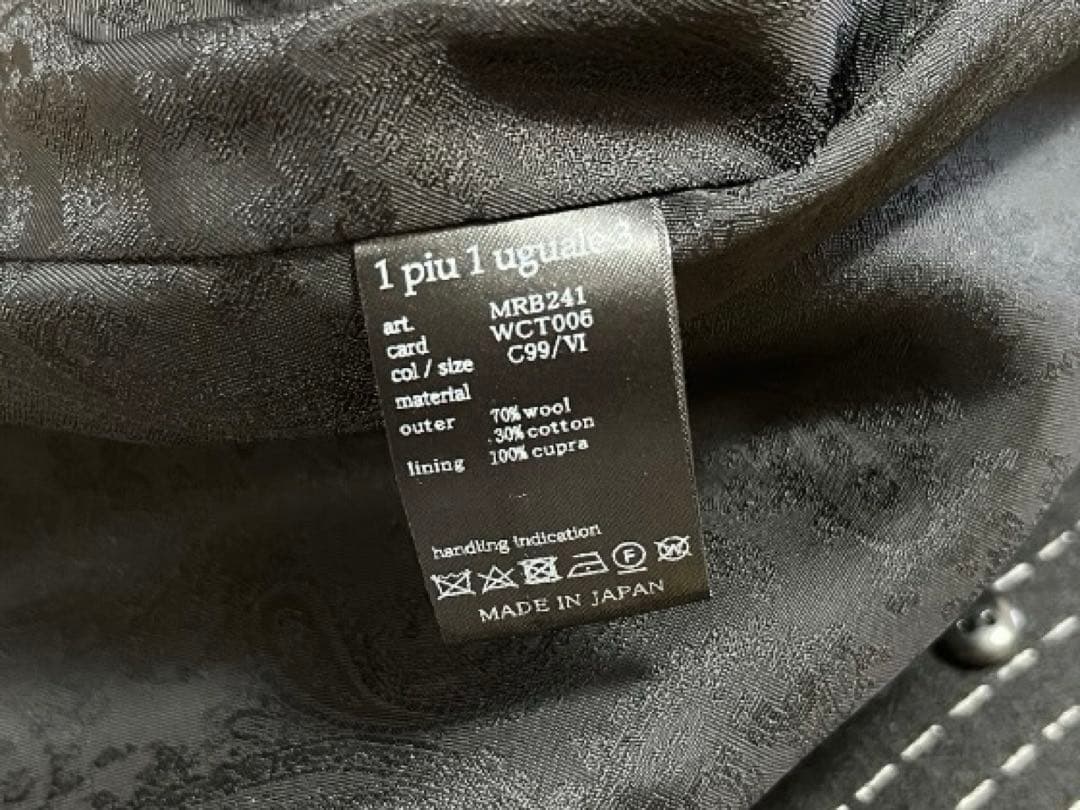 1 piu 1 uguale 3
art. MRB241
card WCT006
col / size C99/VI
material
outer 70% wool
30% cotton
lining 100% cupra
handling indication
F W
MADE IN JAPAN